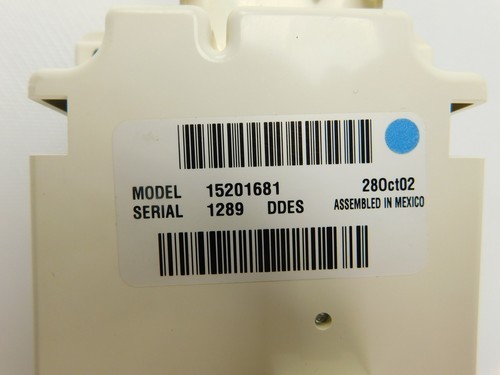 MODEL 15201681 28Oct02
SERIAL 1289 DDES ASSEMBLED IN MEXICO